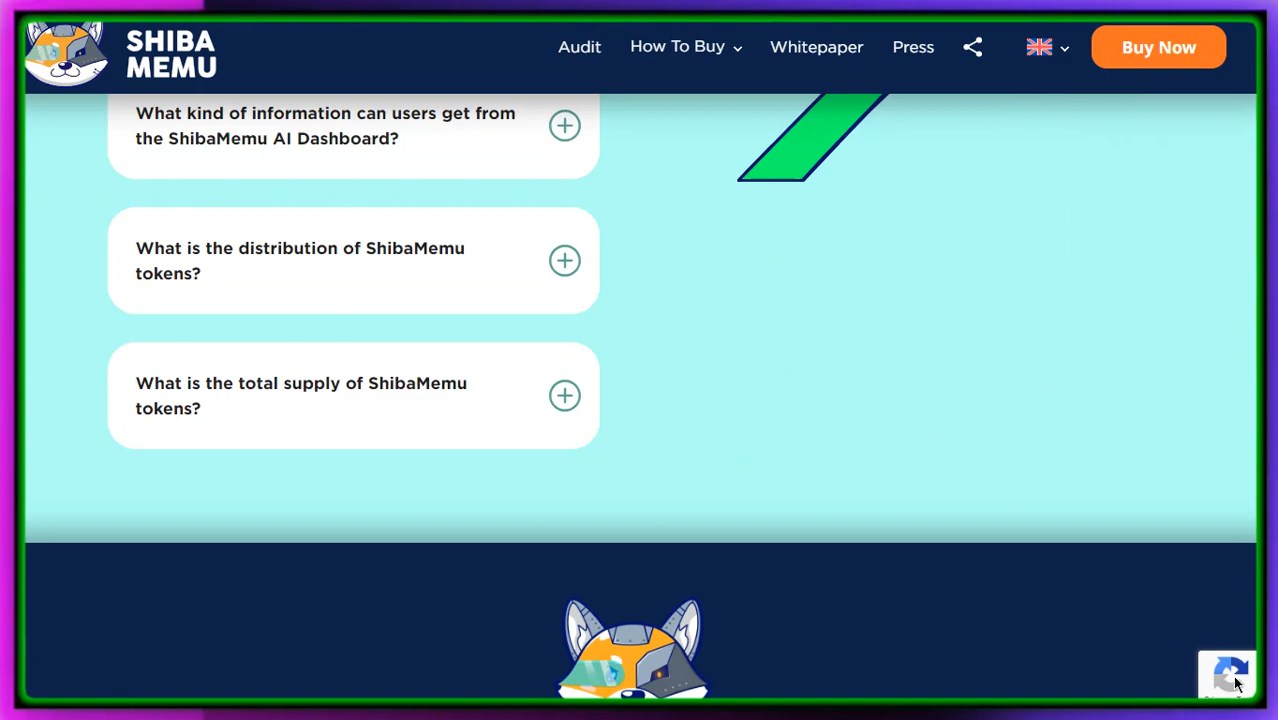 SHIBA
MEMU
Audit
How To Buy
Whitepaper
Press
Buy Now
What kind of information can users get from
the ShibaMemu AI Dashboard?
What is the distribution of ShibaMemu
tokens?
What is the total supply of ShibaMemu
tokens?